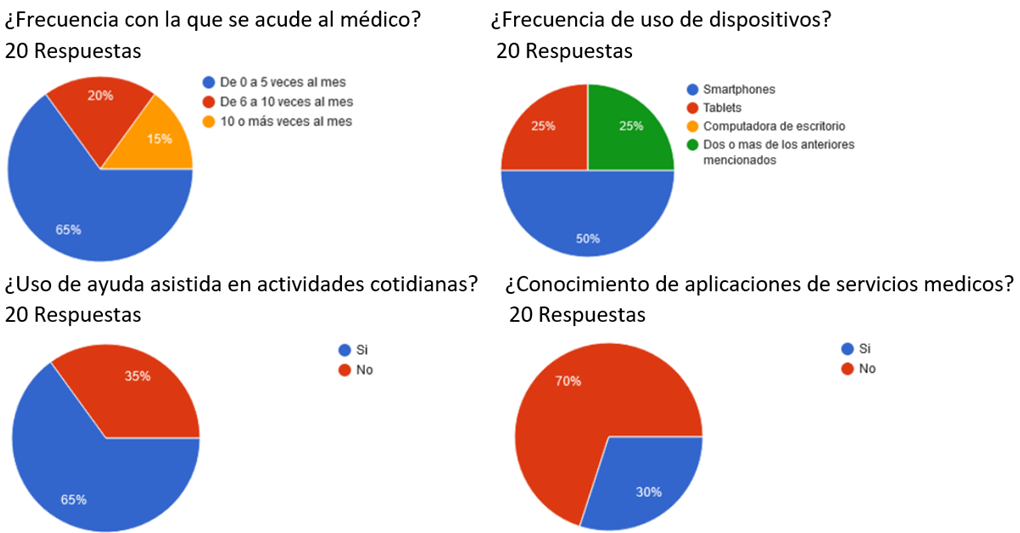 ¿Frecuencia con la que se acude al médico?
20 Respuestas
De 0 a 5 veces al mes
De 6 a 10 veces al mes
10 o más veces al mes
20%
15%
65%
¿Frecuencia de uso de dispositivos?
20 Respuestas
Smartphones
Tablets
Computadora de escritorio
Dos o mas de los anteriores
mencionados
25%
25%
50%
¿Uso de ayuda asistida en actividades cotidianas?
20 Respuestas
Si
No
35%
65%
¿Conocimiento de aplicaciones de servicios medicos?
20 Respuestas
Si
No
70%
30%